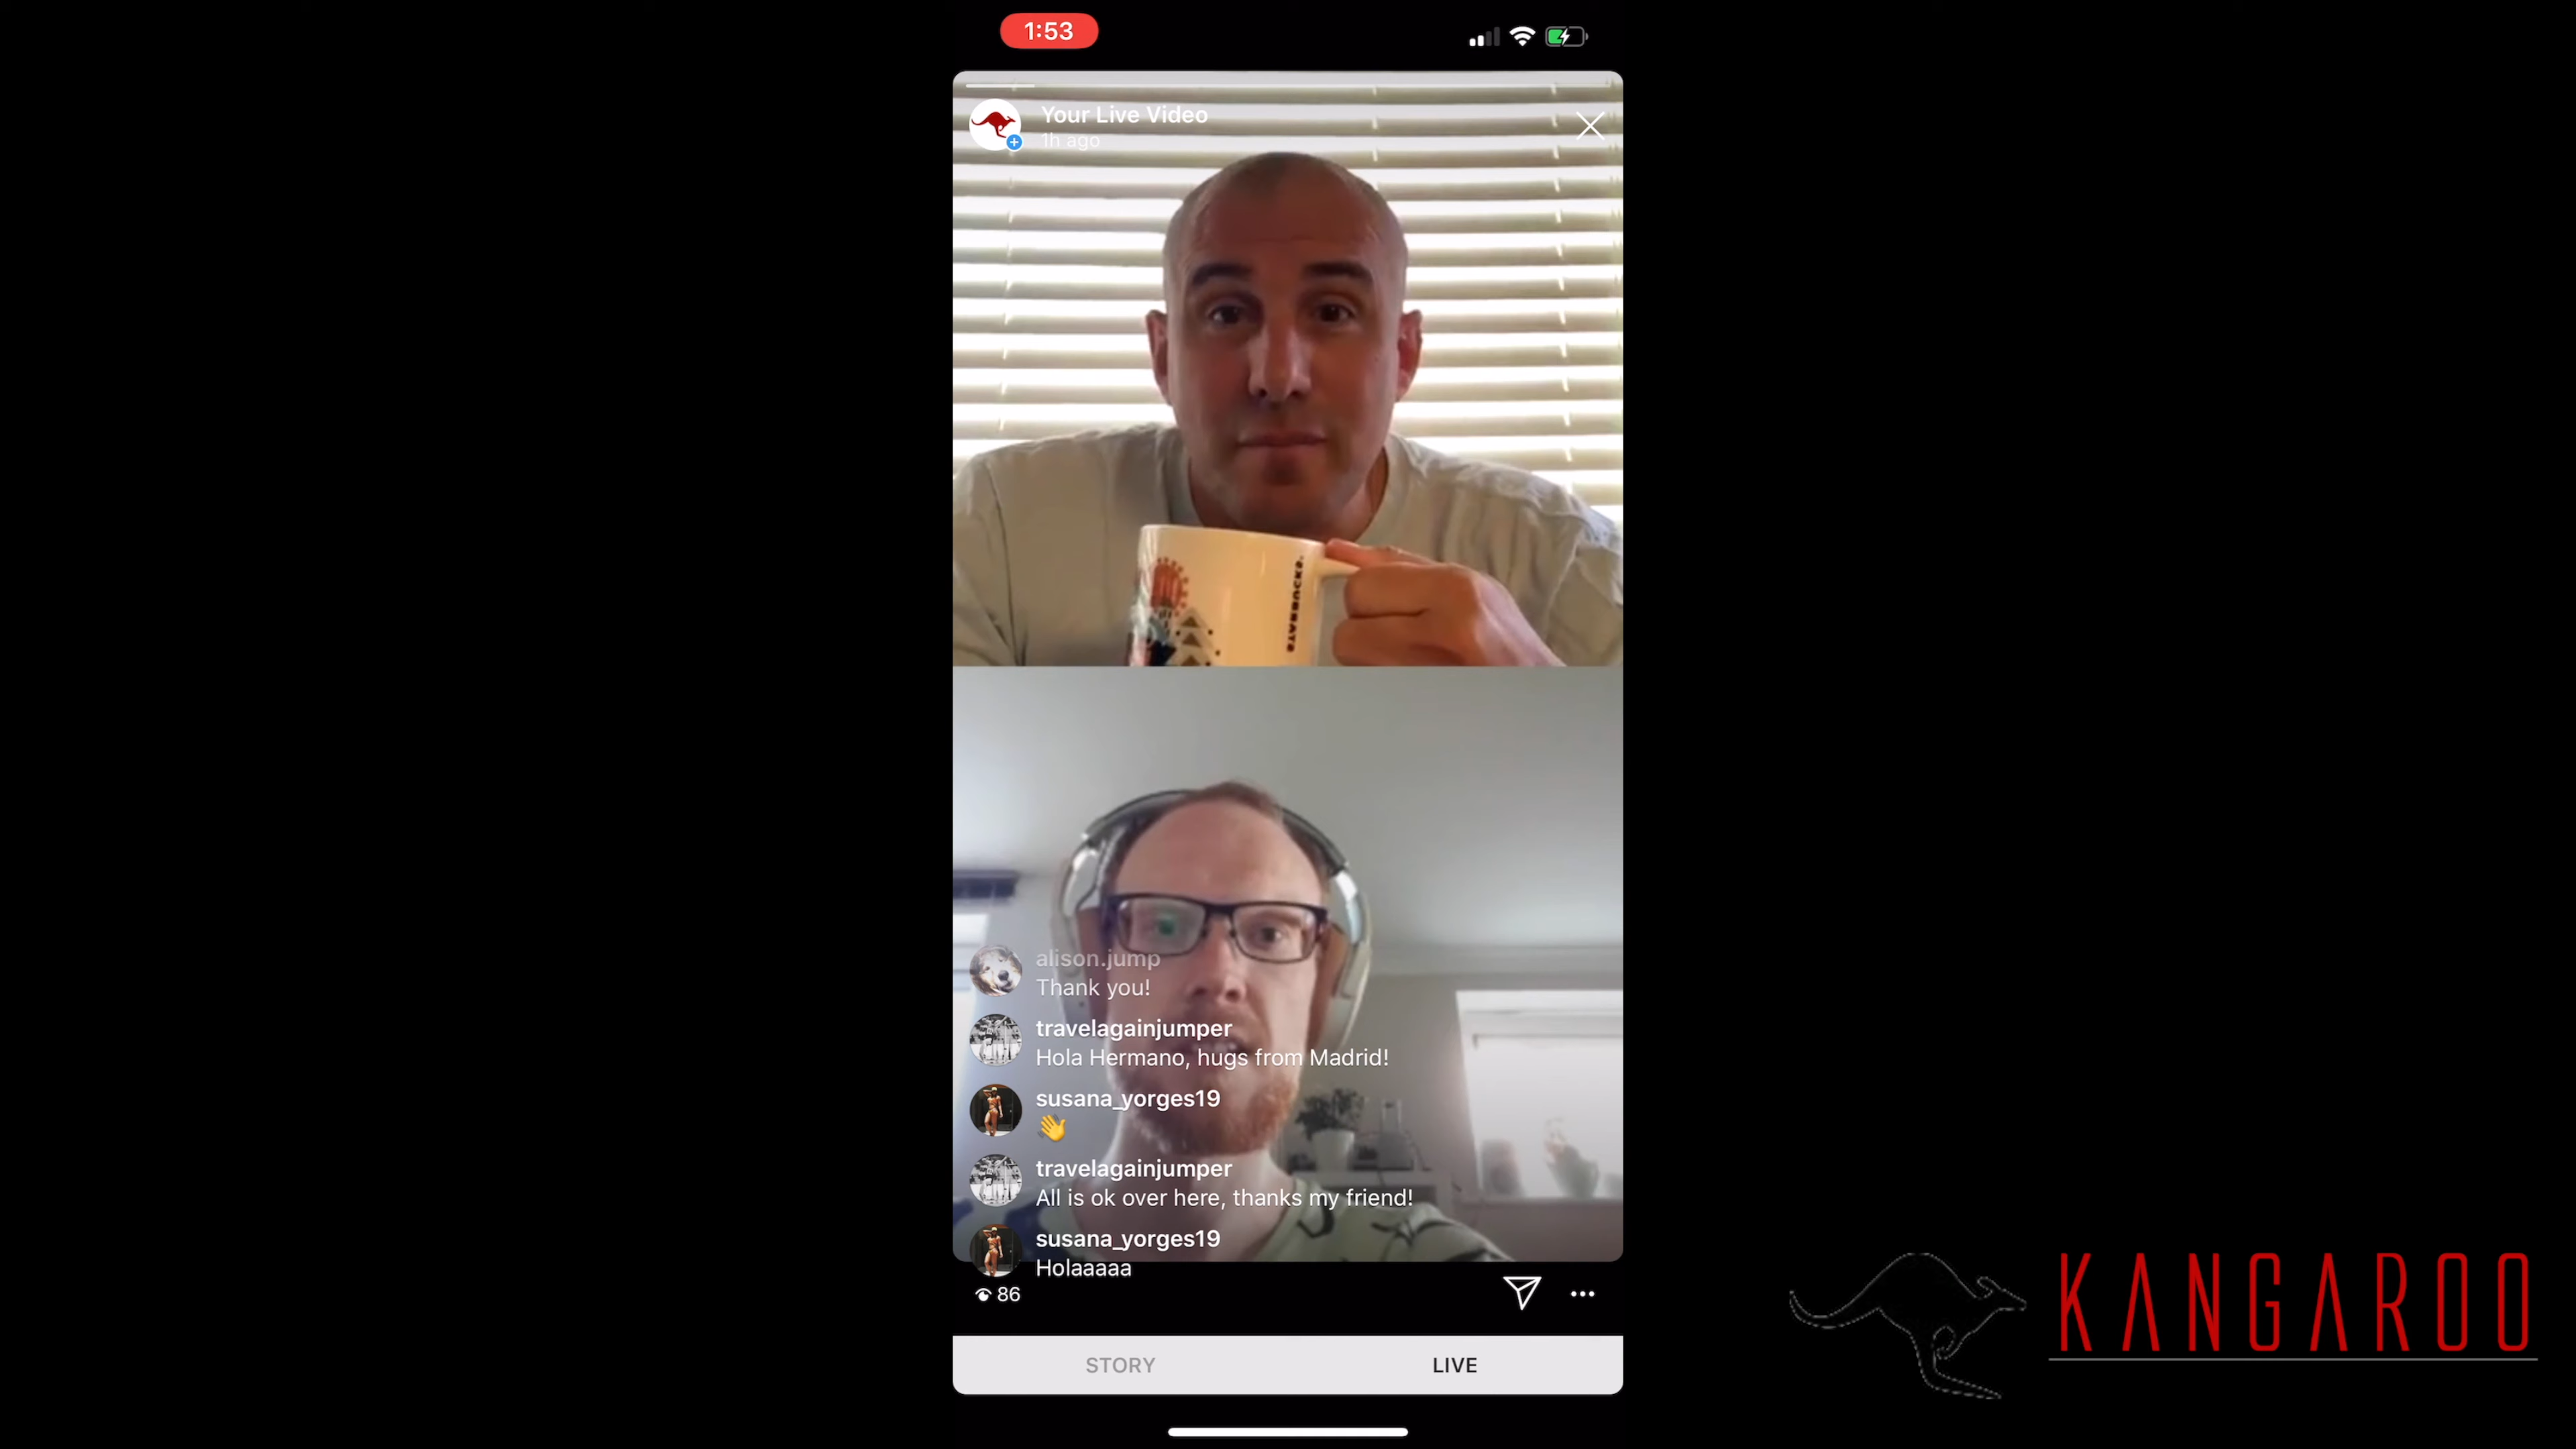 1:53
Your Live Video
1h ago
STARBUCKS
alison.jump
Thank you!
travelagainjumper
Hola Hermano, hugs from Madrid!
susana_yorges19
travelagainjumper
All is ok over here, thanks my friend!
susana_yorges19
Holaaaaa
86
STORY
LIVE
KANGAROO